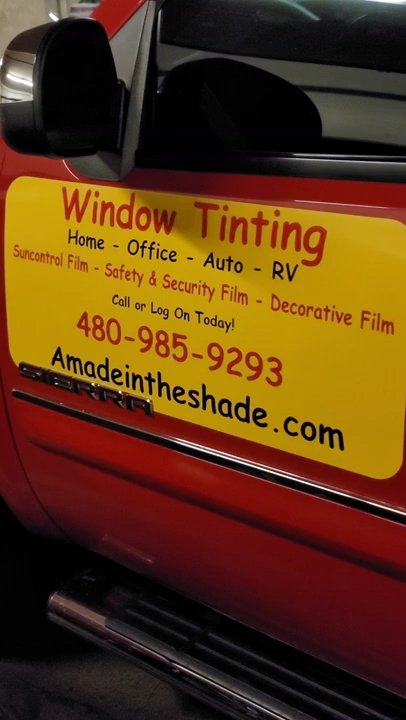 Window Tinting
Home - Office - Auto - RV
Suncontrol Film - Safety & Security Film - Decorative Film
Call or Log On Today!
480-985-9293
Amadeintheshade.com
SIERRA